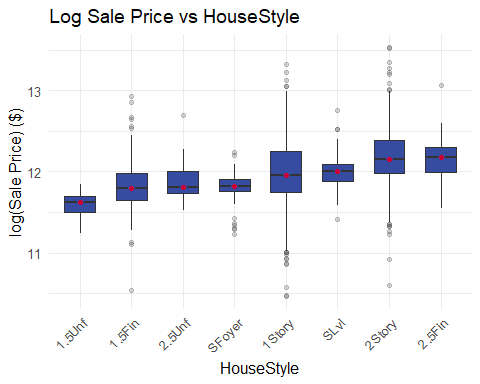 Log Sale Price vs HouseStyle
log(Sale Price) ($)
13
12
11
1.5Unf
1.5Fin
2.5Unf
SFoyer
1Story
SLvl
2Story
2.5Fin
HouseStyle